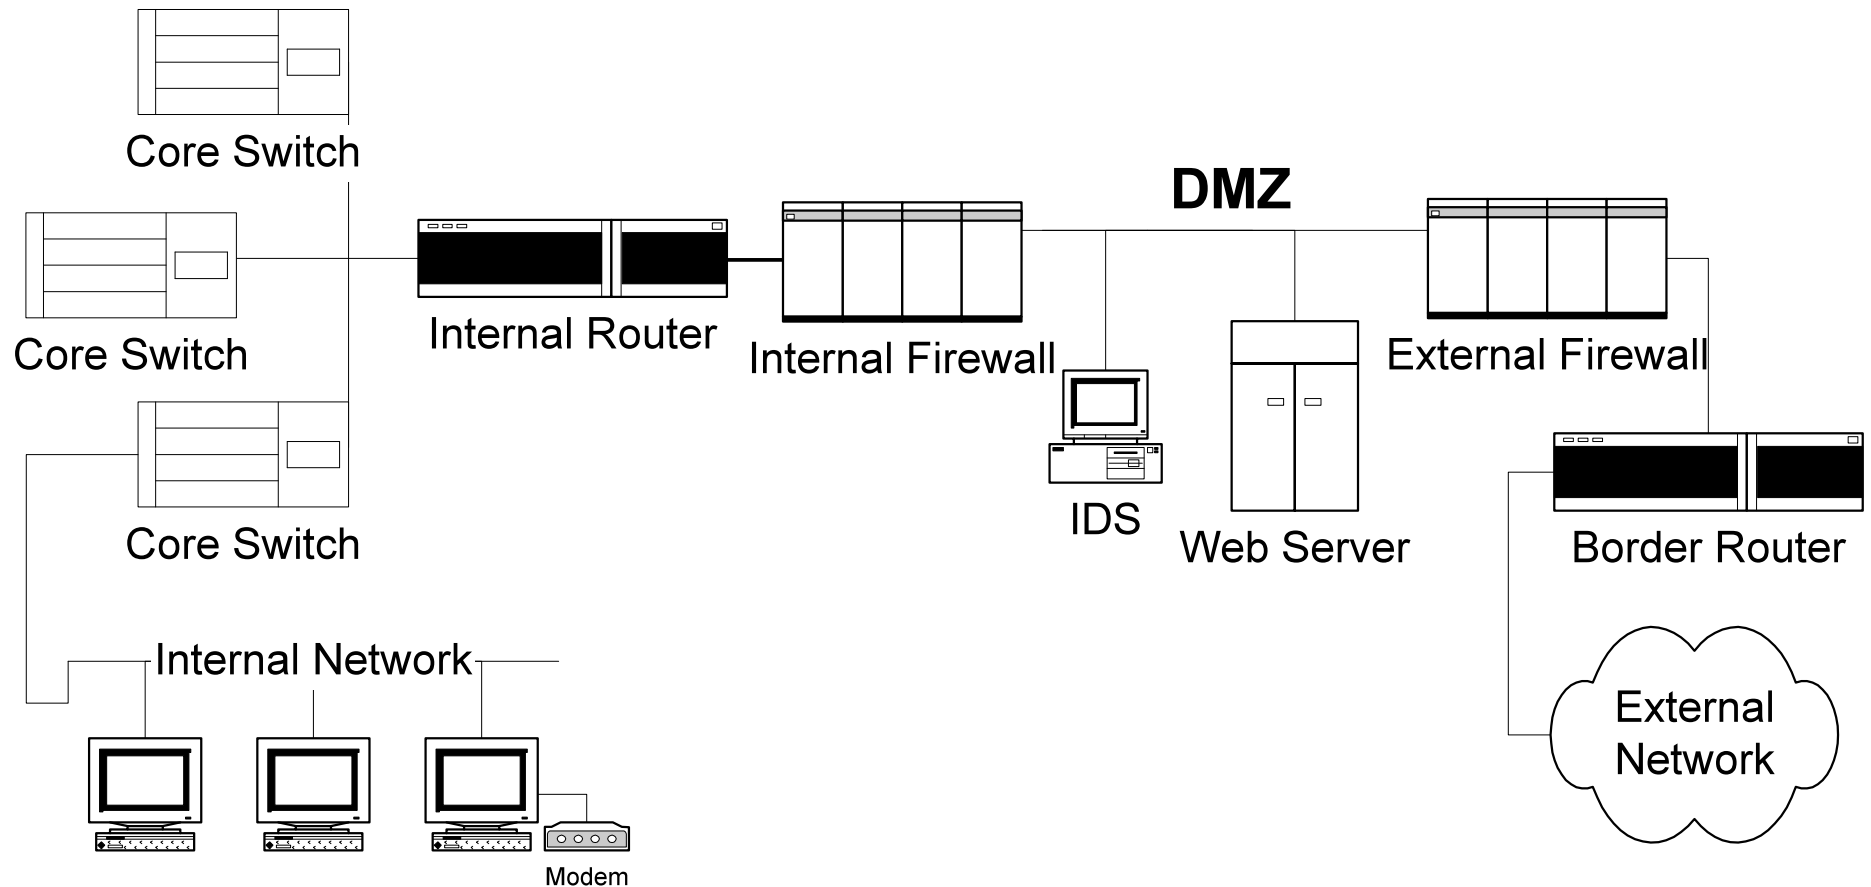 Core Switch
DMZ
Internal Router
Internal Firewall
External Firewall
Core Switch
IDS
Web Server
Border Router
Core Switch
Internal Network
External
Network
Modem